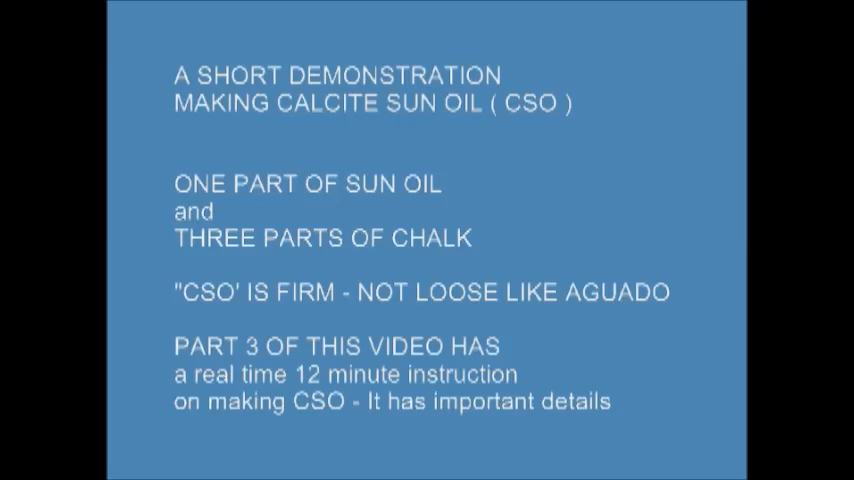 A SHORT DEMONSTRATION
MAKING CALCITE SUN OIL ( CSO )
ONE PART OF SUN OIL
and
THREE PARTS OF CHALK
"CSO' IS FIRM - NOT LOOSE LIKE AGUADO
PART 3 OF THIS VIDEO HAS
a real time 12 minute instruction
on making CSO - It has important details